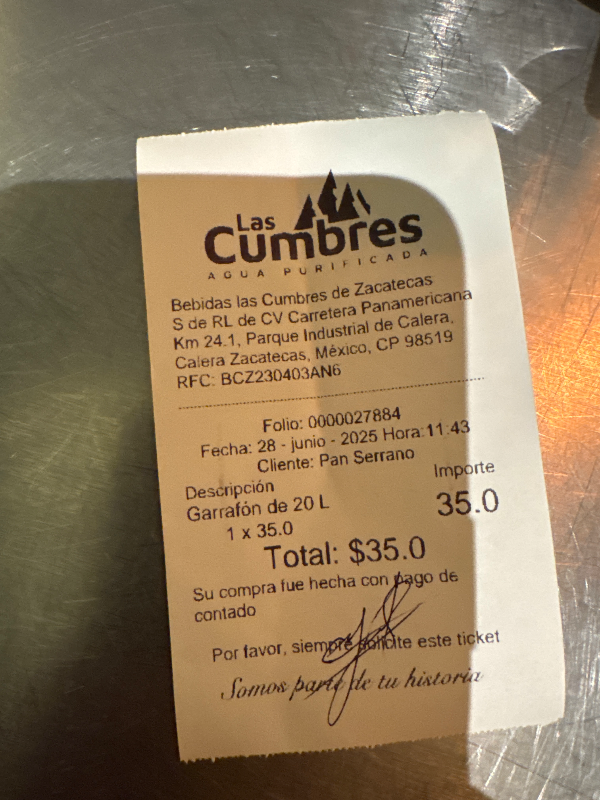 Las
Cumbres
AGUA PURIFICADA
Bebidas las Cumbres de Zacatecas
S de RL de CV Carretera Panamericana
Km 24.1, Parque Industrial de Calera,
Calera Zacatecas, México, CP 98519
RFC: BCZ230403AN6
Folio: 0000027884
Fecha: 28 - junio - 2025 Hora:11:43
Cliente: Pan Serrano
Descripción Importe
Garrafón de 20 L 35.0
1 x 35.0
Total: $35.0
Su compra fue hecha con pago de
contado
Por favor, siempre solicite este ticket
Somos parte de tu historia